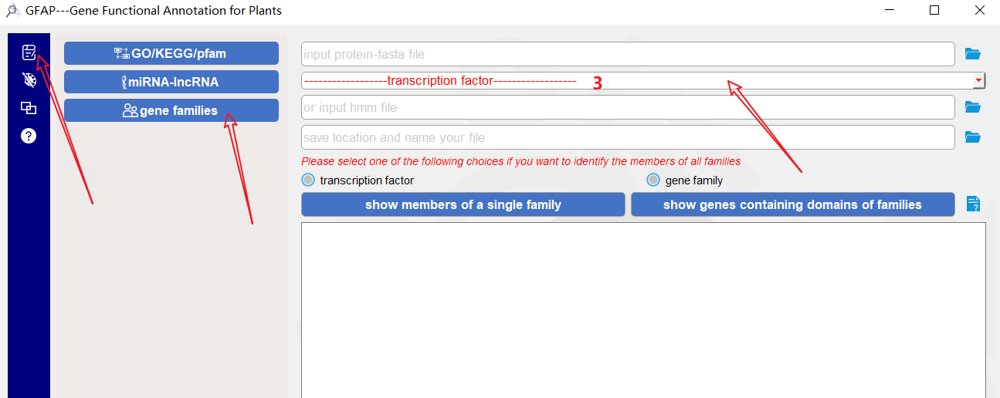 GFAP---Gene Functional Annotation for Plants
GO/KEGG/pfam
miRNA-lncRNA
gene families
input protein-fasta file
------------------transcription factor------------------ 3
or input hmm file
save location and name your file
Please select one of the following choices if you want to identify the members of all families
transcription factor
gene family
show members of a single family
show genes containing domains of families